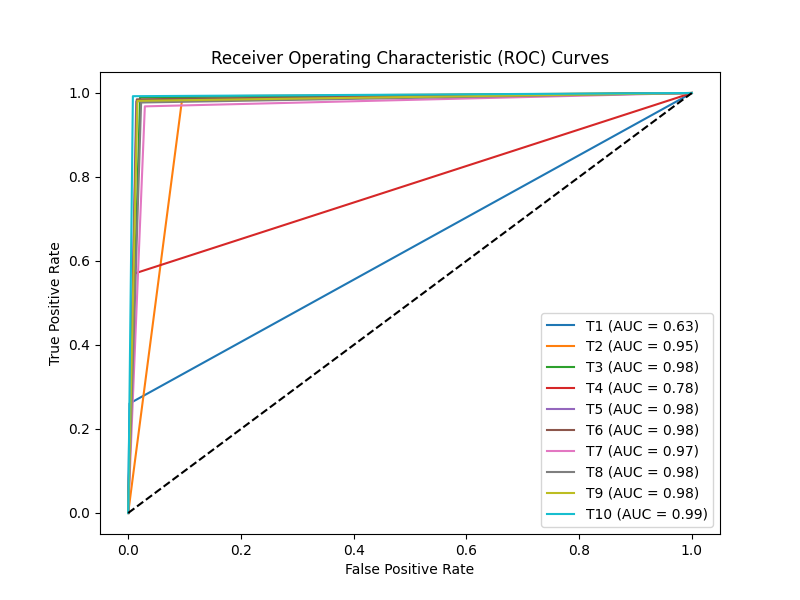 Receiver Operating Characteristic (ROC) Curves
1.0
0.8
0.6
0.4
0.2
0.0
True Positive Rate
T1 (AUC = 0.63)
T2 (AUC = 0.95)
T3 (AUC = 0.98)
T4 (AUC = 0.78)
T5 (AUC = 0.98)
T6 (AUC = 0.98)
T7 (AUC = 0.97)
T8 (AUC = 0.98)
T9 (AUC = 0.98)
T10 (AUC = 0.99)
0.0 0.2 0.4 0.6 0.8 1.0
False Positive Rate